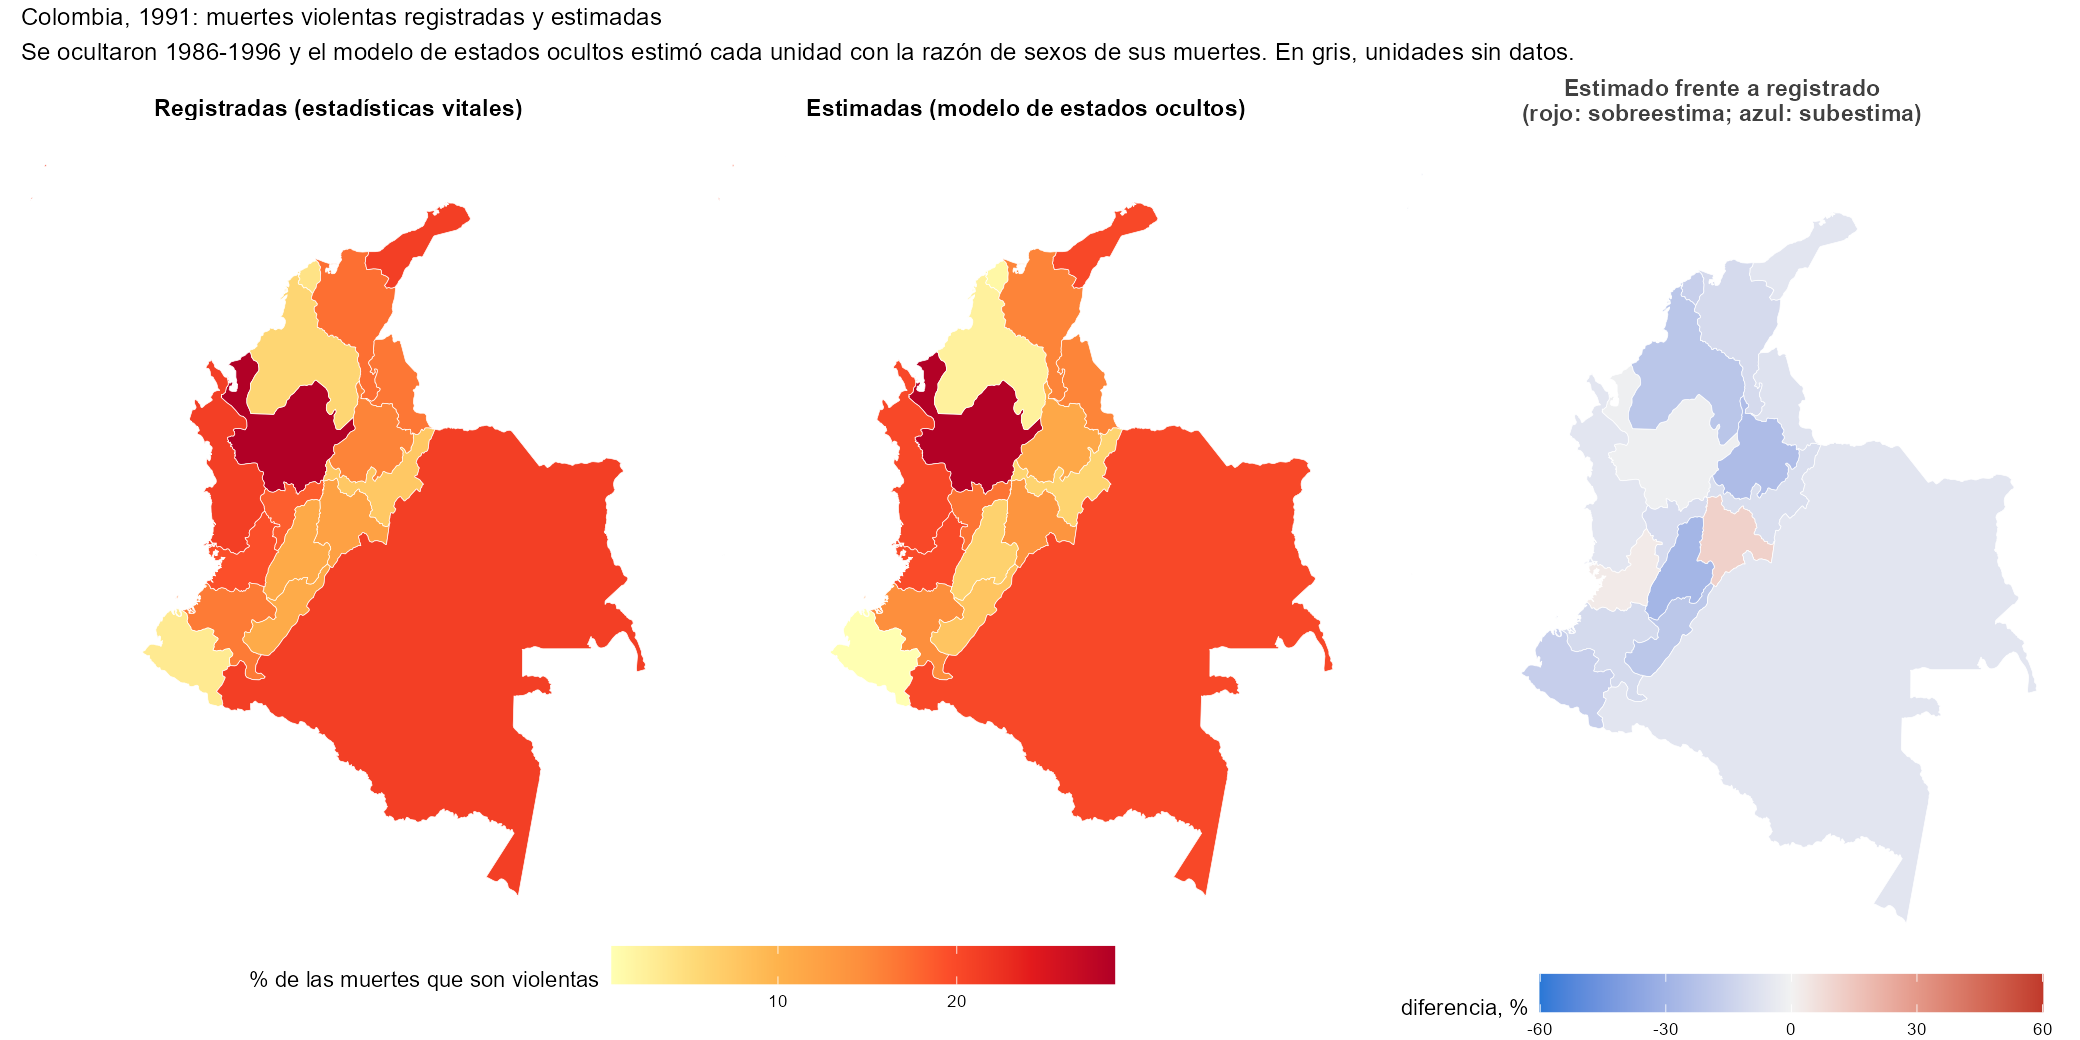 Colombia, 1991: muertes violentas registradas y estimadas
Se ocultaron 1986-1996 y el modelo de estados ocultos estimó cada unidad con la razón de sexos de sus muertes. En gris, unidades sin datos.
Registradas (estadísticas vitales)
Estimadas (modelo de estados ocultos)
Estimado frente a registrado
(rojo: sobreestima; azul: subestima)
% de las muertes que son violentas
10
20
diferencia, %
-60
-30
0
30
60